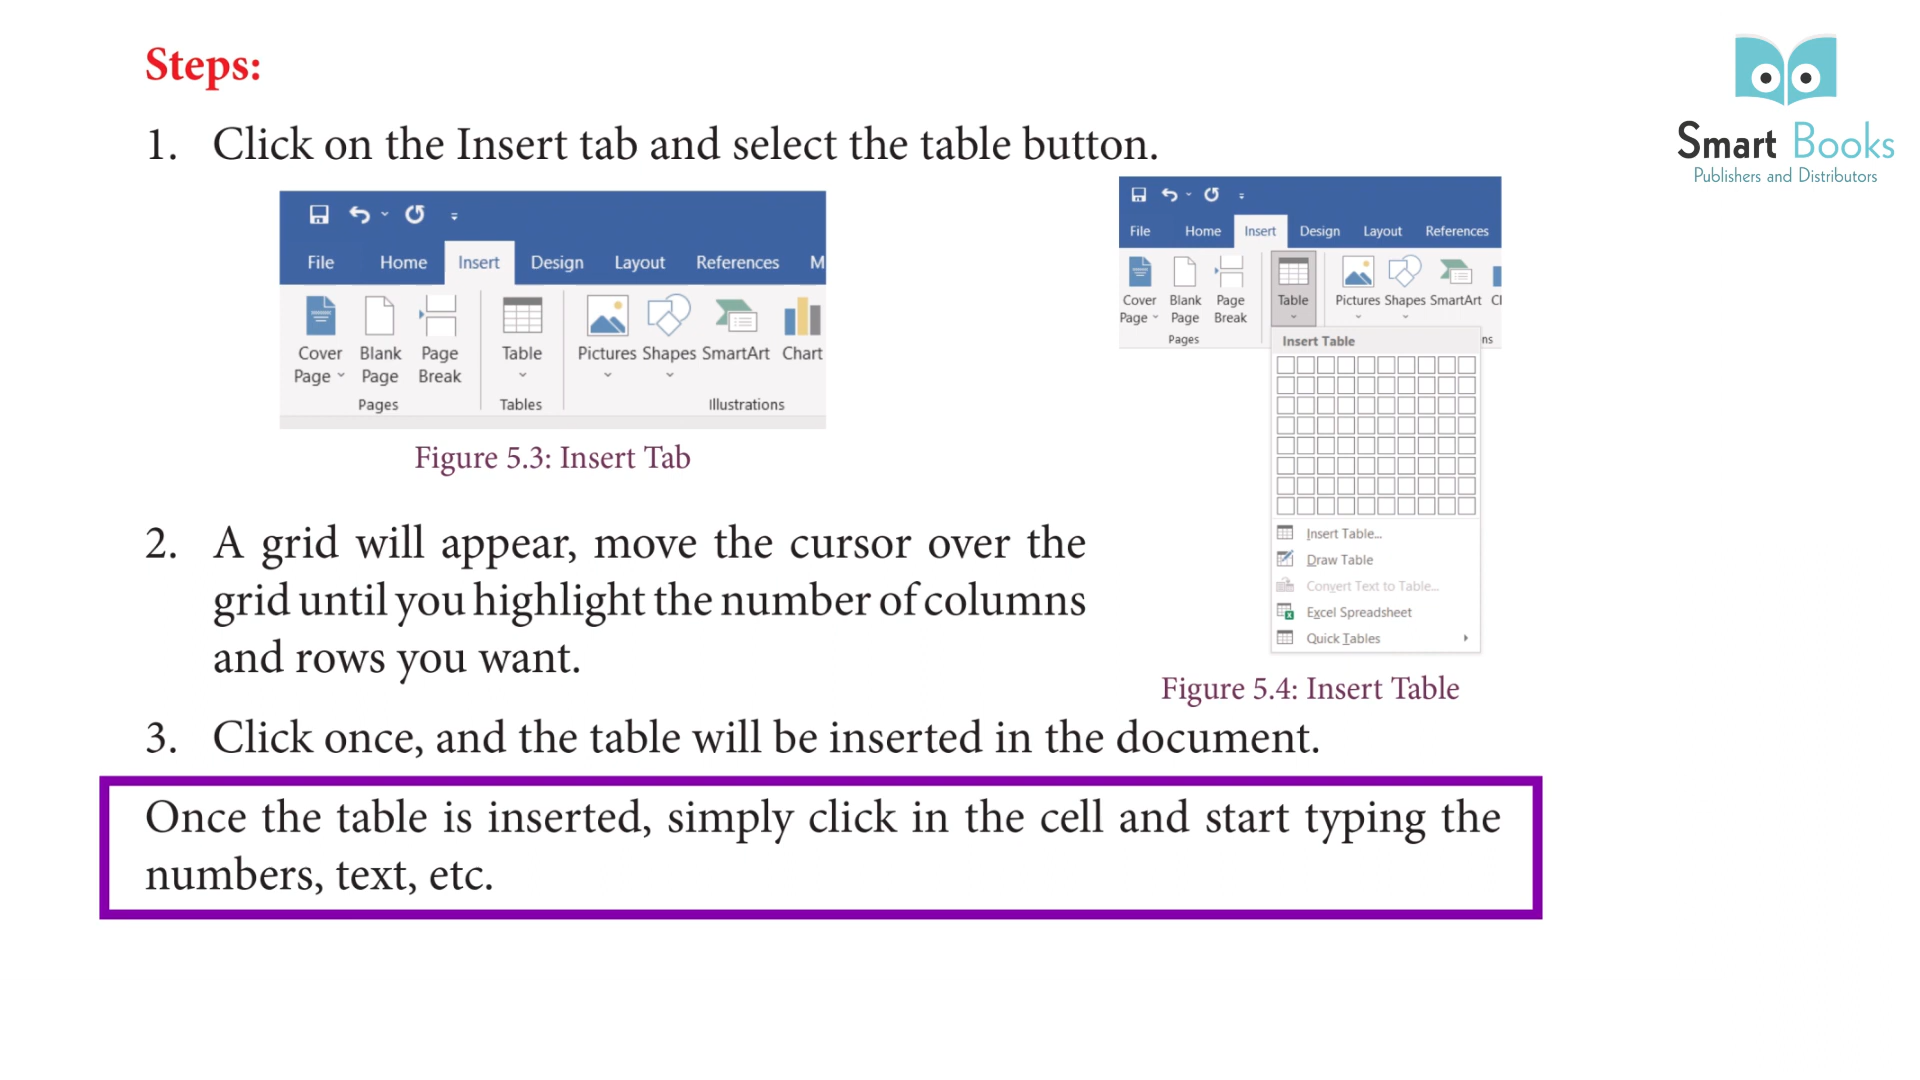 Steps:
Smart Books
Publishers and Distributors
1. Click on the Insert tab and select the table button.
File Home Insert Design Layout References M
Cover Page Blank Page Page Break Table Pictures Shapes SmartArt Chart
Pages Tables Illustrations
Figure 5.3: Insert Tab
File Home Insert Design Layout References
Cover Page Blank Page Page Break Table Pictures Shapes SmartArt Cl
Pages ns
Insert Table
Insert Table...
Draw Table
Convert Text to Table...
Excel Spreadsheet
Quick Tables
Figure 5.4: Insert Table
2. A grid will appear, move the cursor over the
grid until you highlight the number of columns
and rows you want.
3. Click once, and the table will be inserted in the document.
Once the table is inserted, simply click in the cell and start typing the
numbers, text, etc.